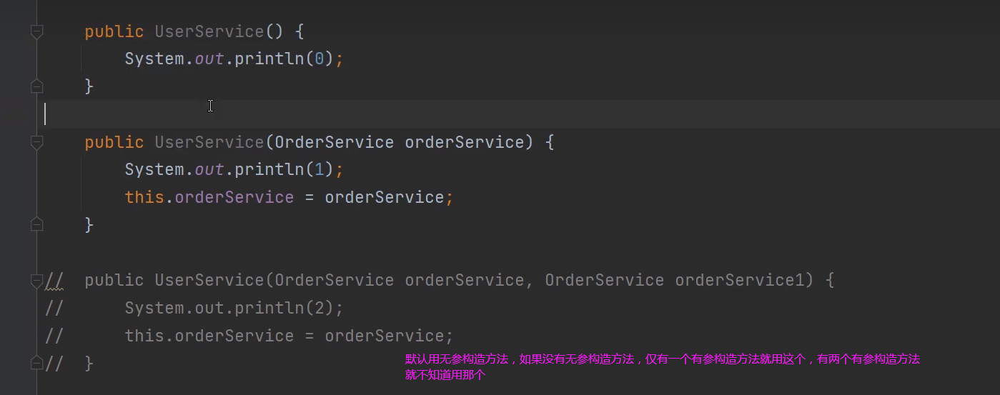 public UserService() {
System.out.println(0);
}
public UserService(OrderService orderService) {
System.out.println(1);
this.orderService = orderService;
}
//  public UserService(OrderService orderService, OrderService orderService1) {
//      System.out.println(2);
//      this.orderService = orderService;
//  }
默认用无参构造方法，如果没有无参构造方法，仅有一个有参构造方法就用这个，有两个有参构造方法
就不知道用那个